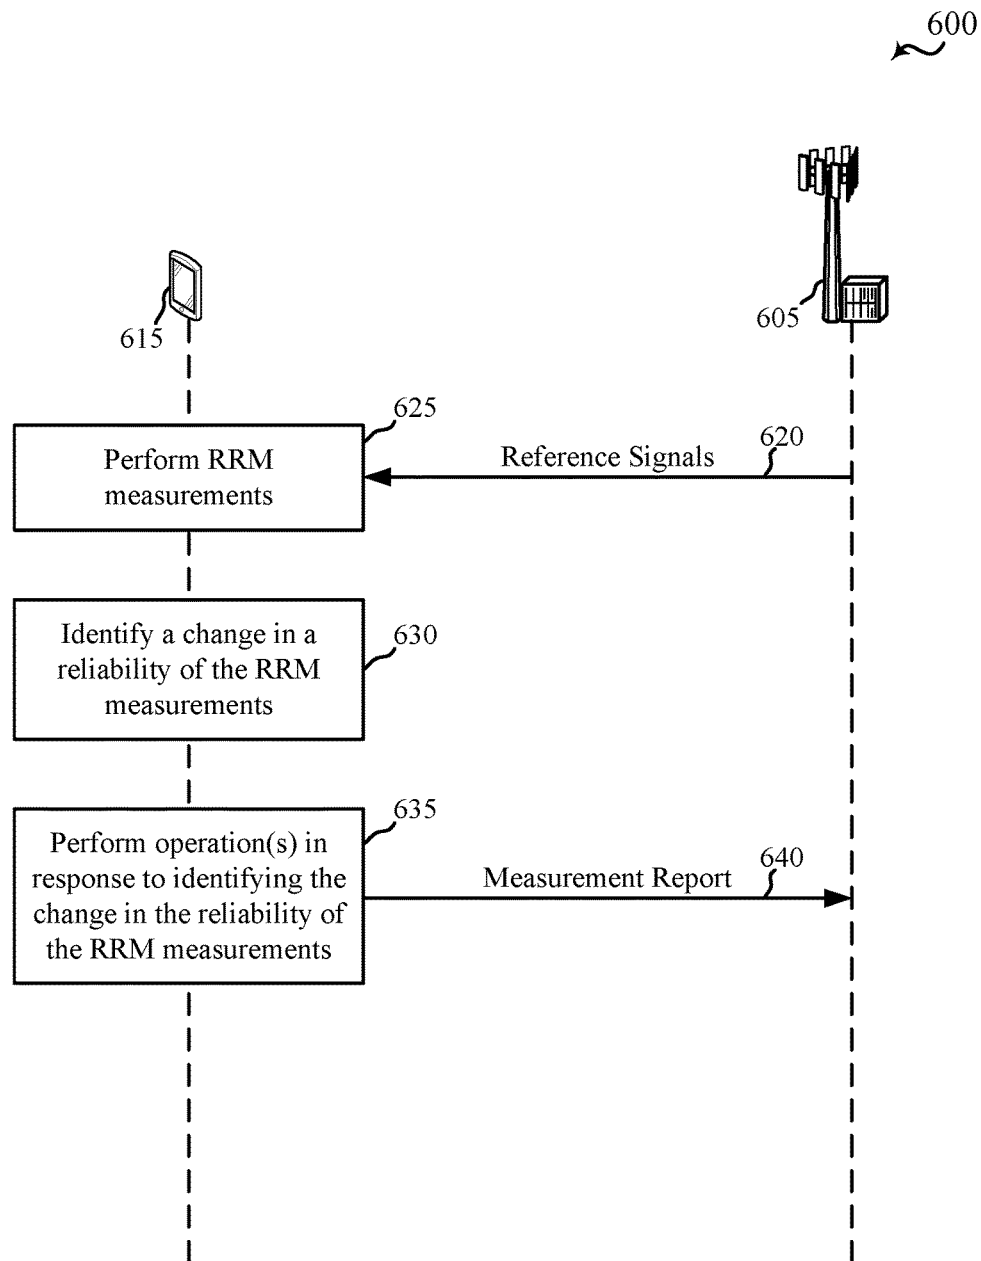 600
615
605
625
Perform RRM
measurements
Reference Signals
620
Identify a change in a
reliability of the RRM
measurements
630
Perform operation(s) in
response to identifying the
change in the reliability of
the RRM measurements
635
Measurement Report
640